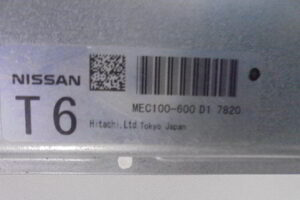 NISSAN
T6
MEC100-600 D1 7820
Hitachi,Ltd.Tokyo Japan